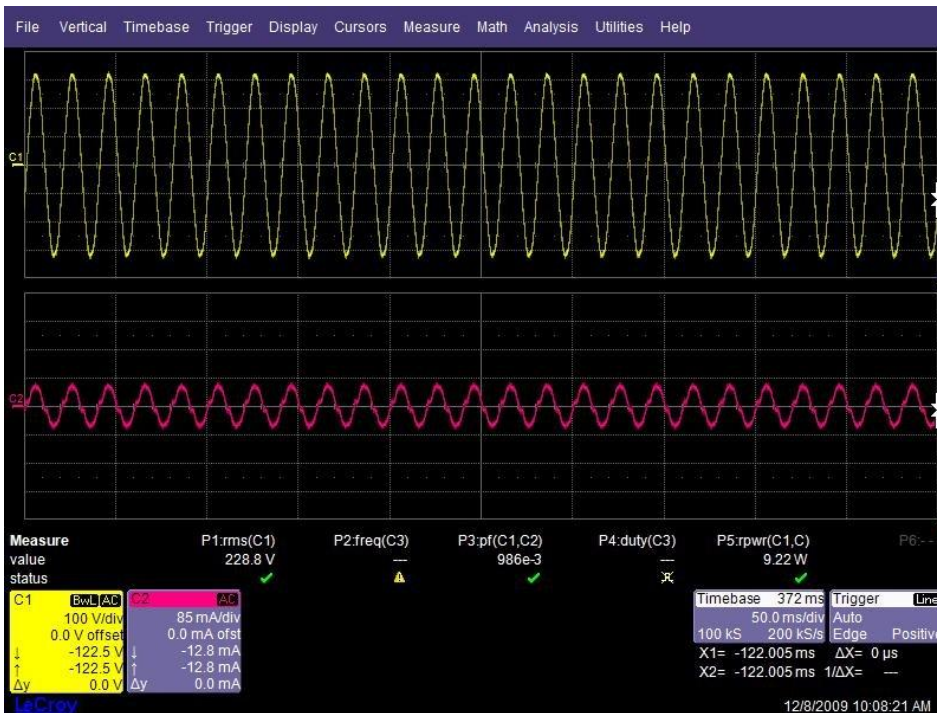 File Vertical Timebase Trigger Display Cursors Measure Math Analysis Utilities Help
C1
C2
Measure P1:rms(C1) P2:freq(C3) P3:pf(C1,C2) P4:duty(C3) P5:rpwr(C1,C) P6:- -
value 228.8 V --- 986e-3 --- 9.22 W
status
C1 BwL AC C2 AC Timebase 372 ms Trigger Line
100 V/div 85 mA/div 50.0 ms/div Auto
0.0 V offset 0.0 mA ofst 100 kS 200 kS/s Edge Positive
↓ -122.5 V ↓ -12.8 mA X1= -122.005 ms ΔX= 0 µs
↑ -122.5 V ↑ -12.8 mA X2= -122.005 ms 1/ΔX= ---
Δy 0.0 V Δy 0.0 mA
LeCroy 12/8/2009 10:08:21 AM